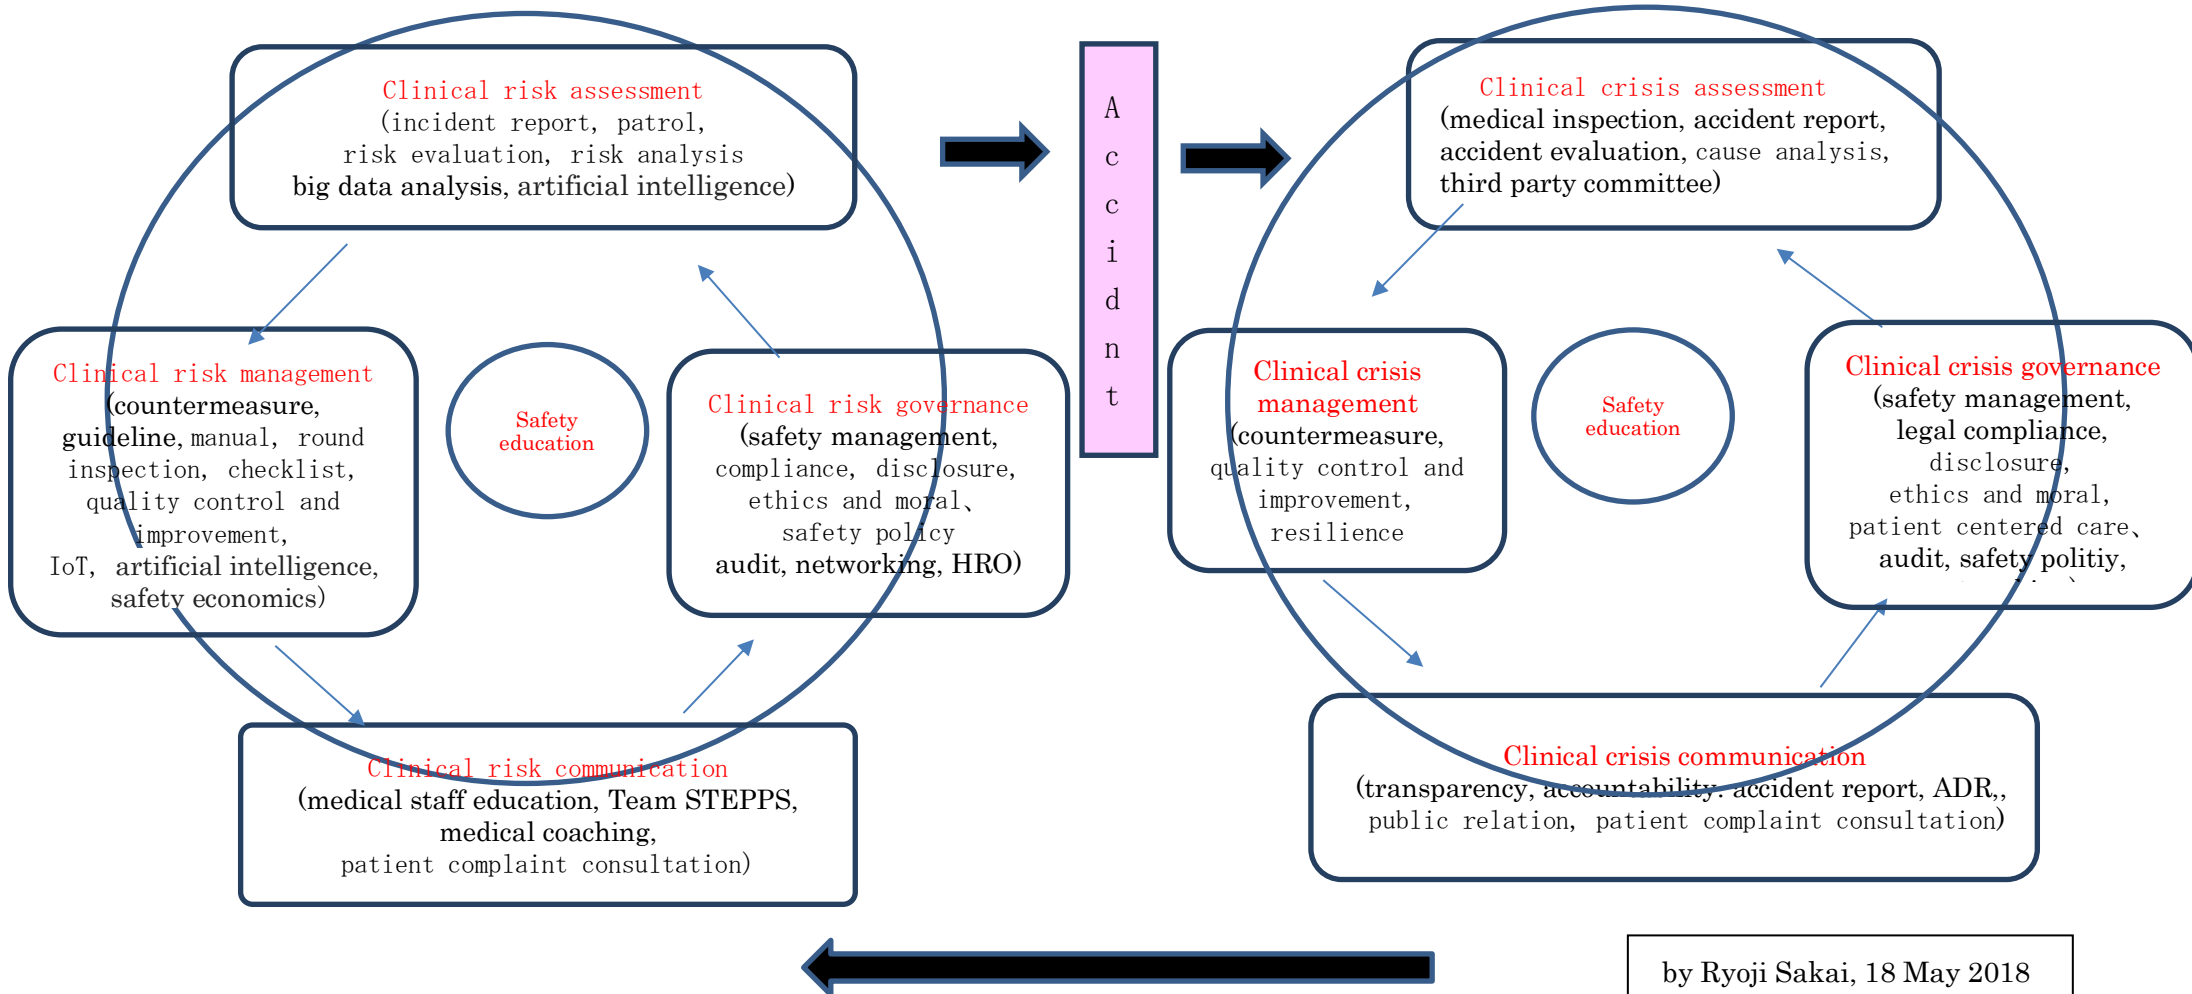 Clinical risk assessment
(incident report, patrol,
risk evaluation, risk analysis
big data analysis, artificial intelligence)
Clinical risk management
(countermeasure,
guideline, manual, round
inspection, checklist,
quality control and
improvement,
IoT, artificial intelligence,
safety economics)
Safety
education
Clinical risk governance
(safety management,
compliance, disclosure,
ethics and moral、
safety policy
audit, networking, HRO)
Clinical risk communication
(medical staff education, Team STEPPS,
medical coaching,
patient complaint consultation)
A
c
c
i
d
n
t
Clinical crisis assessment
(medical inspection, accident report,
accident evaluation, cause analysis,
third party committee)
Clinical crisis
management
(countermeasure,
quality control and
improvement,
resilience
Safety
education
Clinical crisis governance
(safety management,
legal compliance,
disclosure,
ethics and moral,
patient centered care、
audit, safety politiy,
Clinical crisis communication
(transparency, accountability: accident report, ADR,,
public relation, patient complaint consultation)
by Ryoji Sakai, 18 May 2018